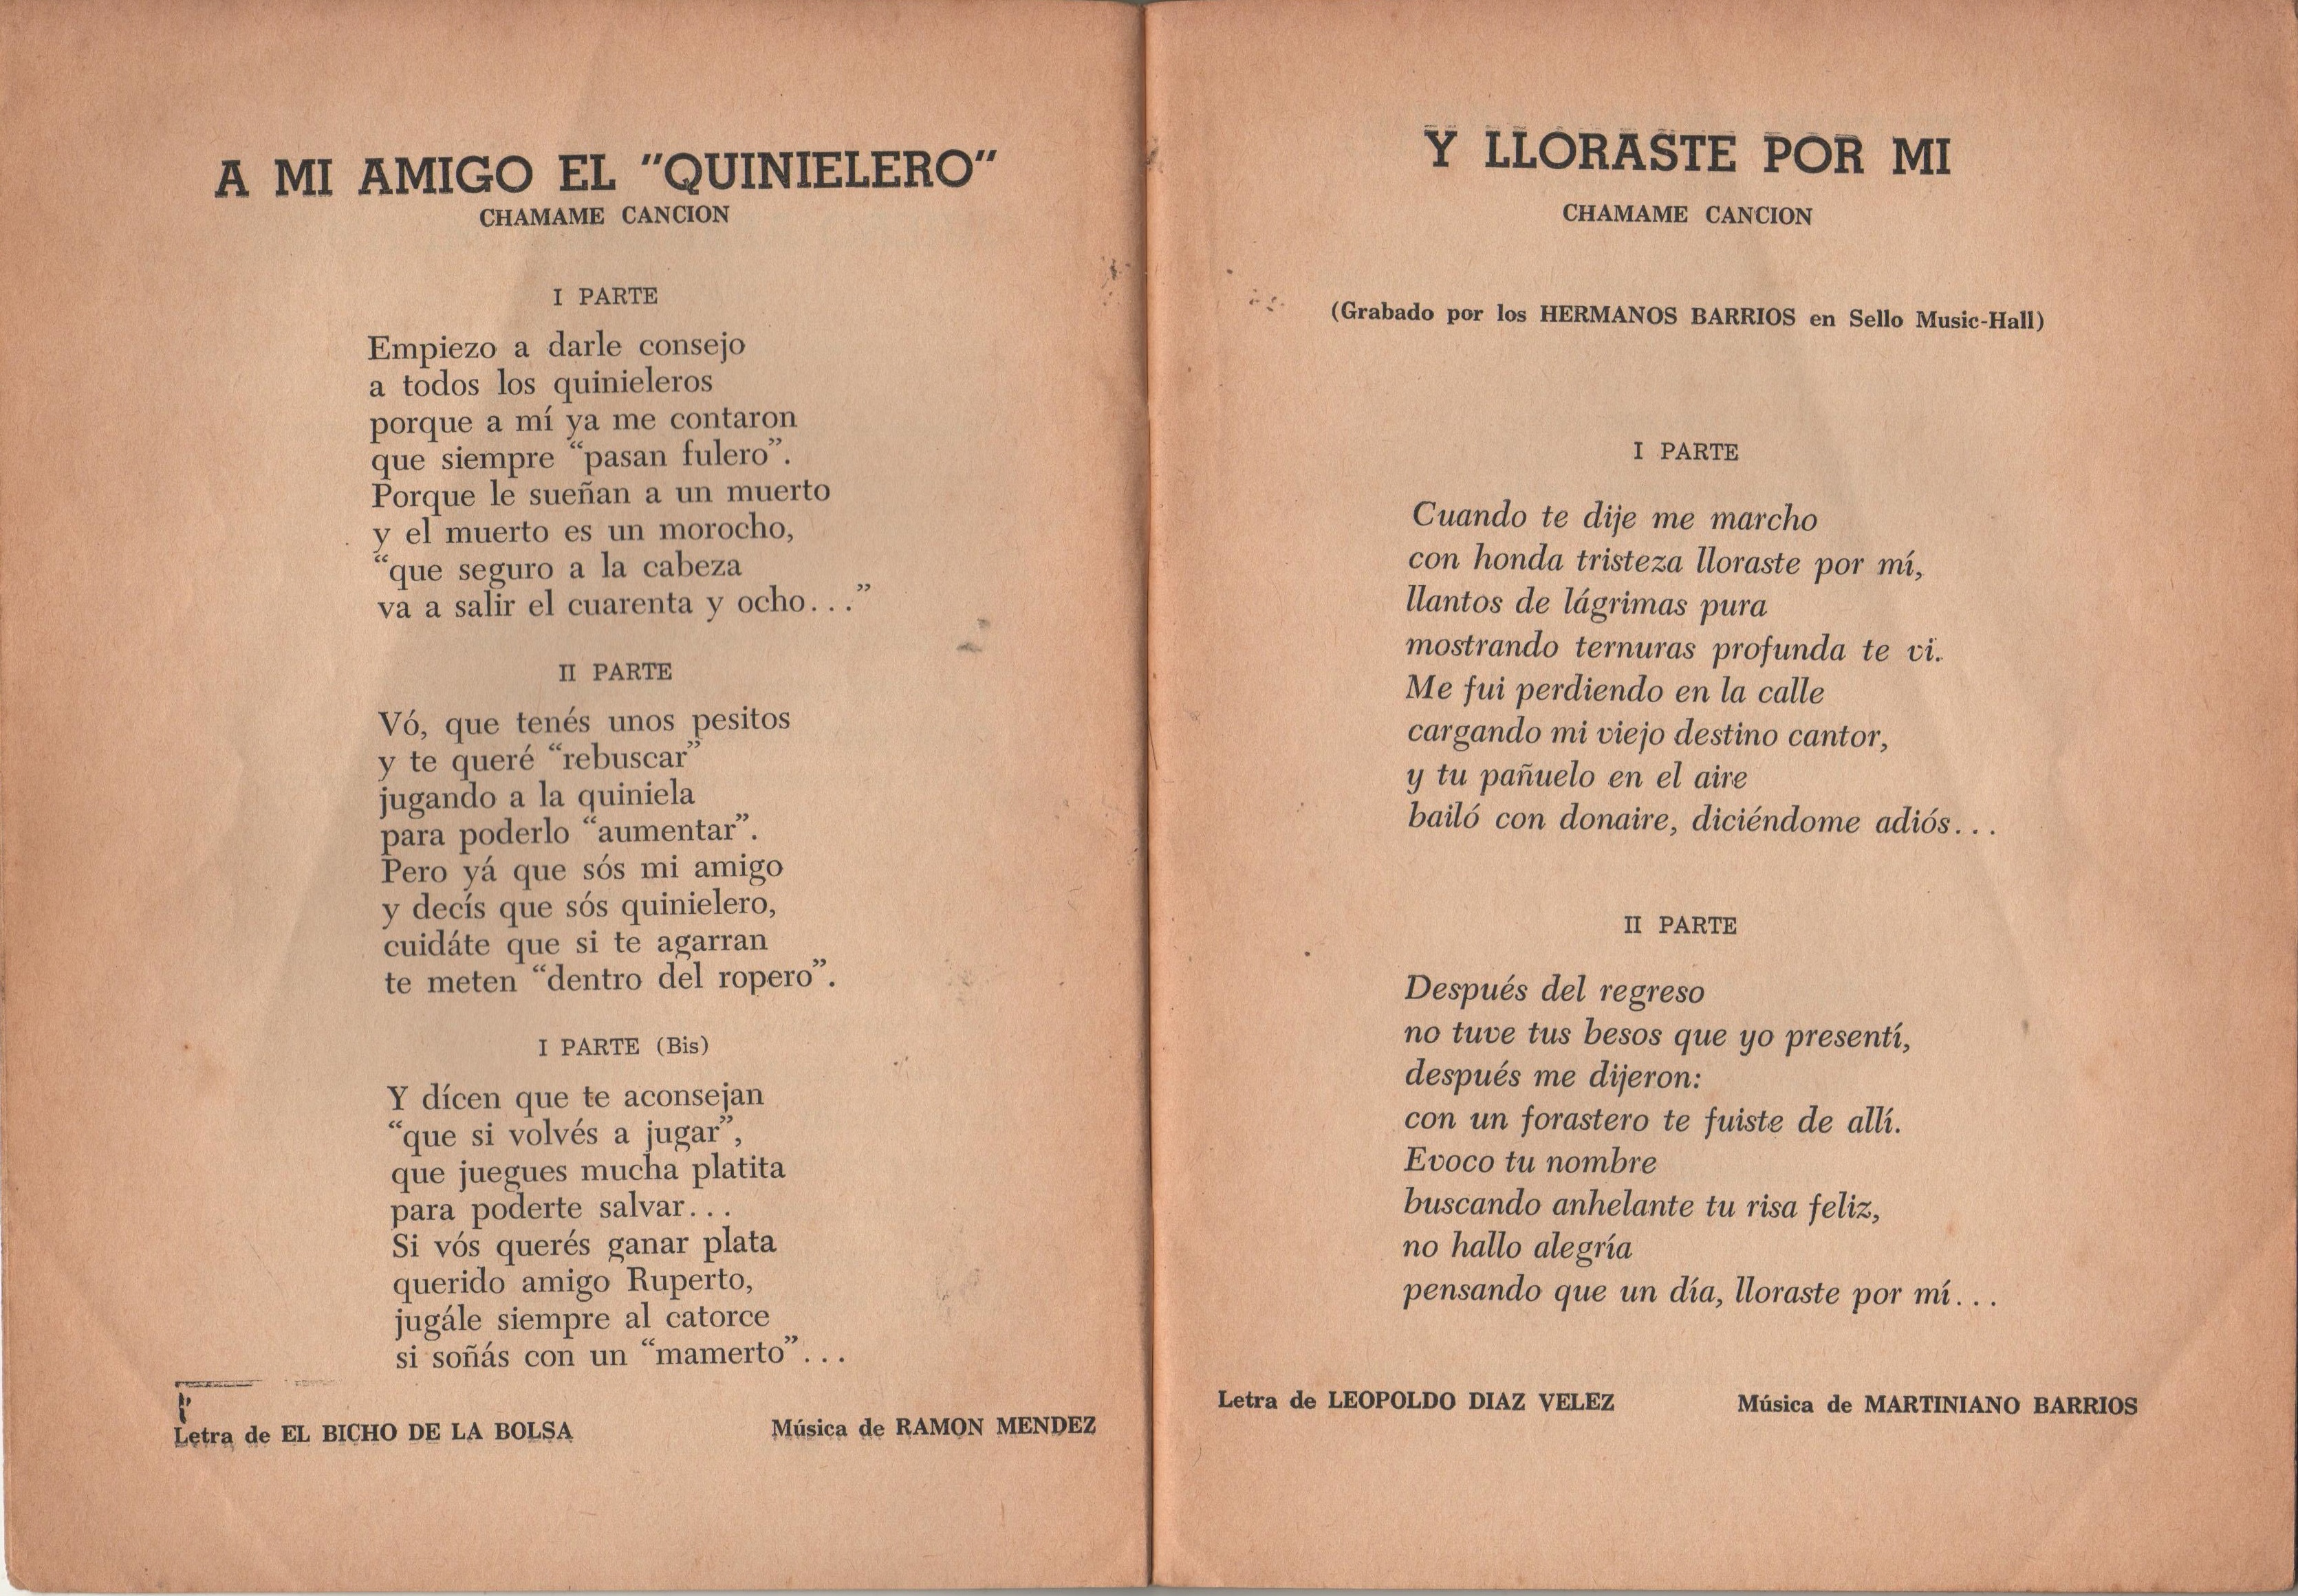 A MI AMIGO EL "QUINIELERO"
CHAMAME CANCION
I PARTE
Empiezo a darle consejo
a todos los quinieleros
porque a mí ya me contaron
que siempre “pasan fulero”.
Porque le sueñan a un muerto
y el muerto es un morocho,
“que seguro a la cabeza
va a salir el cuarenta y ocho...”
II PARTE
Vó, que tenés unos pesitos
y te queré “rebuscar”
jugando a la quiniela
para poderlo “aumentar”.
Pero yá que sós mi amigo
y decís que sós quinielero,
cuidáte que si te agarran
te meten “dentro del ropero”.
I PARTE (Bis)
Y dícen que te aconsejan
“que si volvés a jugar”,
que juegues mucha platita
para poderte salvar...
Si vós querés ganar plata
querido amigo Ruperto,
jugále siempre al catorce
si soñás con un “mamerto”...
Letra de EL BICHO DE LA BOLSA Música de RAMON MENDEZ
Y LLORASTE POR MI
CHAMAME CANCION
(Grabado por los HERMANOS BARRIOS en Sello Music-Hall)
I PARTE
Cuando te dije me marcho
con honda tristeza lloraste por mí,
llantos de lágrimas pura
mostrando ternuras profunda te vi.
Me fui perdiendo en la calle
cargando mi viejo destino cantor,
y tu pañuelo en el aire
bailó con donaire, diciéndome adiós...
II PARTE
Después del regreso
no tuve tus besos que yo presentí,
después me dijeron:
con un forastero te fuiste de allí.
Evoco tu nombre
buscando anhelante tu risa feliz,
no hallo alegría
pensando que un día, lloraste por mí...
Letra de LEOPOLDO DIAZ VELEZ Música de MARTINIANO BARRIOS